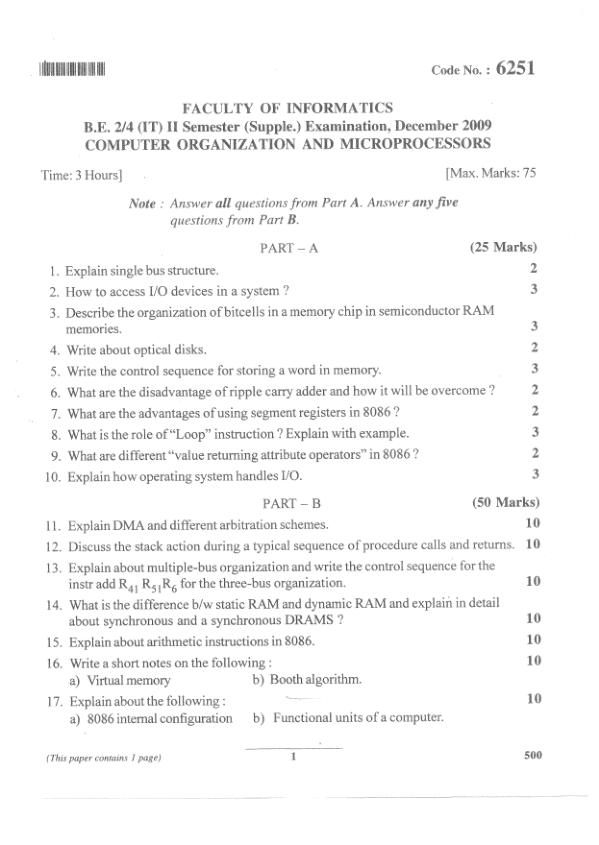 Code No. : 6251
FACULTY OF INFORMATICS
B.E. 2/4 (IT) II Semester (Supple.) Examination, December 2009
COMPUTER ORGANIZATION AND MICROPROCESSORS
Time: 3 Hours] [Max. Marks: 75
Note : Answer all questions from Part A. Answer any five
questions from Part B.
PART – A (25 Marks)
1. Explain single bus structure. 2
2. How to access I/O devices in a system ? 3
3. Describe the organization of bitcells in a memory chip in semiconductor RAM
memories. 3
4. Write about optical disks. 2
5. Write the control sequence for storing a word in memory. 3
6. What are the disadvantage of ripple carry adder and how it will be overcome ? 2
7. What are the advantages of using segment registers in 8086 ? 2
8. What is the role of “Loop” instruction ? Explain with example. 3
9. What are different “value returning attribute operators” in 8086 ? 2
10. Explain how operating system handles I/O. 3
PART – B (50 Marks)
11. Explain DMA and different arbitration schemes. 10
12. Discuss the stack action during a typical sequence of procedure calls and returns. 10
13. Explain about multiple-bus organization and write the control sequence for the
instr add R41 R51R6 for the three-bus organization. 10
14. What is the difference b/w static RAM and dynamic RAM and explain in detail
about synchronous and a synchronous DRAMS ? 10
15. Explain about arithmetic instructions in 8086. 10
16. Write a short notes on the following : 10
a) Virtual memory b) Booth algorithm.
17. Explain about the following : 10
a) 8086 internal configuration b) Functional units of a computer.
(This paper contains 1 page) 1 500